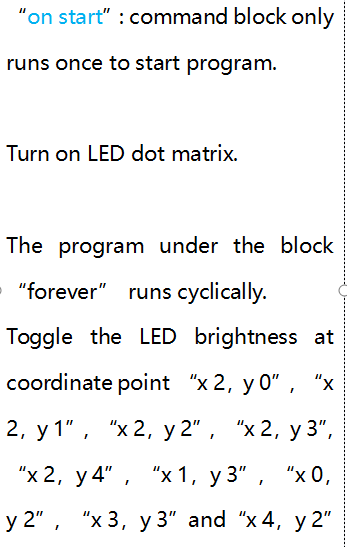 “on start” : command block only
runs once to start program.
Turn on LED dot matrix.
The program under the block
“forever” runs cyclically.
Toggle the LED brightness at
coordinate point “x 2, y 0” , “x
2, y 1” , “x 2, y 2” , “x 2, y 3”,
“x 2, y 4” , “x 1, y 3” , “x 0,
y 2” , “x 3, y 3” and “x 4, y 2”